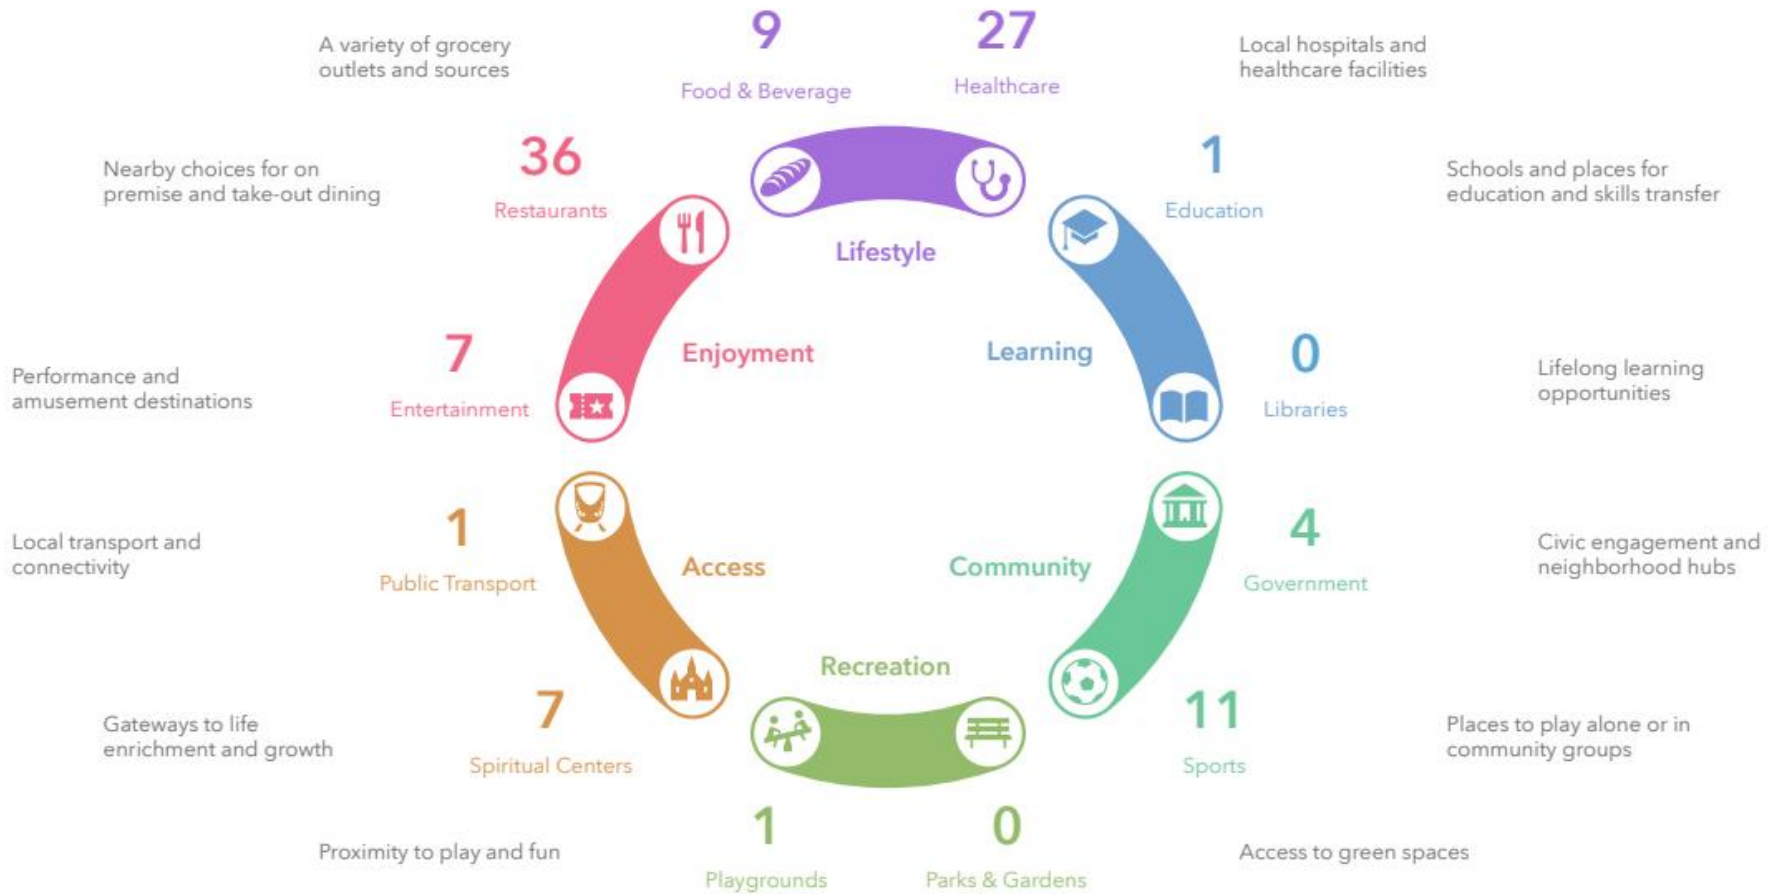 9
Food & Beverage
A variety of grocery
outlets and sources
27
Healthcare
Local hospitals and
healthcare facilities
Lifestyle
36
Restaurants
Nearby choices for on
premise and take-out dining
1
Education
Schools and places for
education and skills transfer
Enjoyment
Learning
7
Entertainment
Performance and
amusement destinations
0
Libraries
Lifelong learning
opportunities
1
Public Transport
Local transport and
connectivity
Access
Community
4
Government
Civic engagement and
neighborhood hubs
7
Spiritual Centers
Gateways to life
enrichment and growth
Recreation
11
Sports
Places to play alone or in
community groups
1
Playgrounds
Proximity to play and fun
0
Parks & Gardens
Access to green spaces